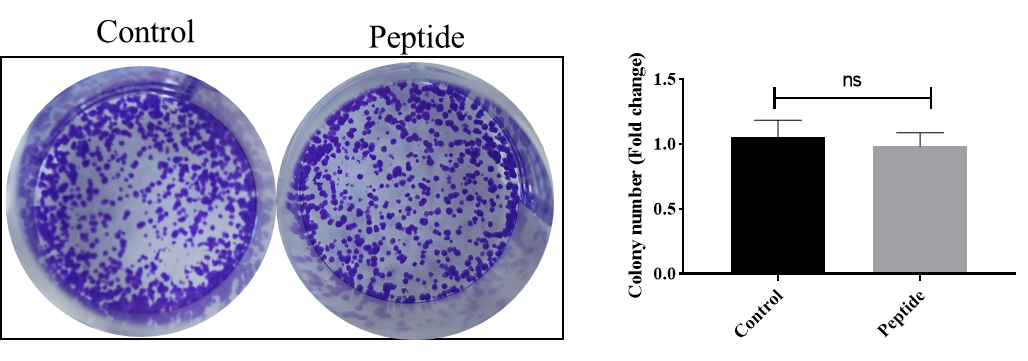 Control
Peptide
Colony number (Fold change)
1.5
1.0
0.5
0.0
ns
Control
Peptide